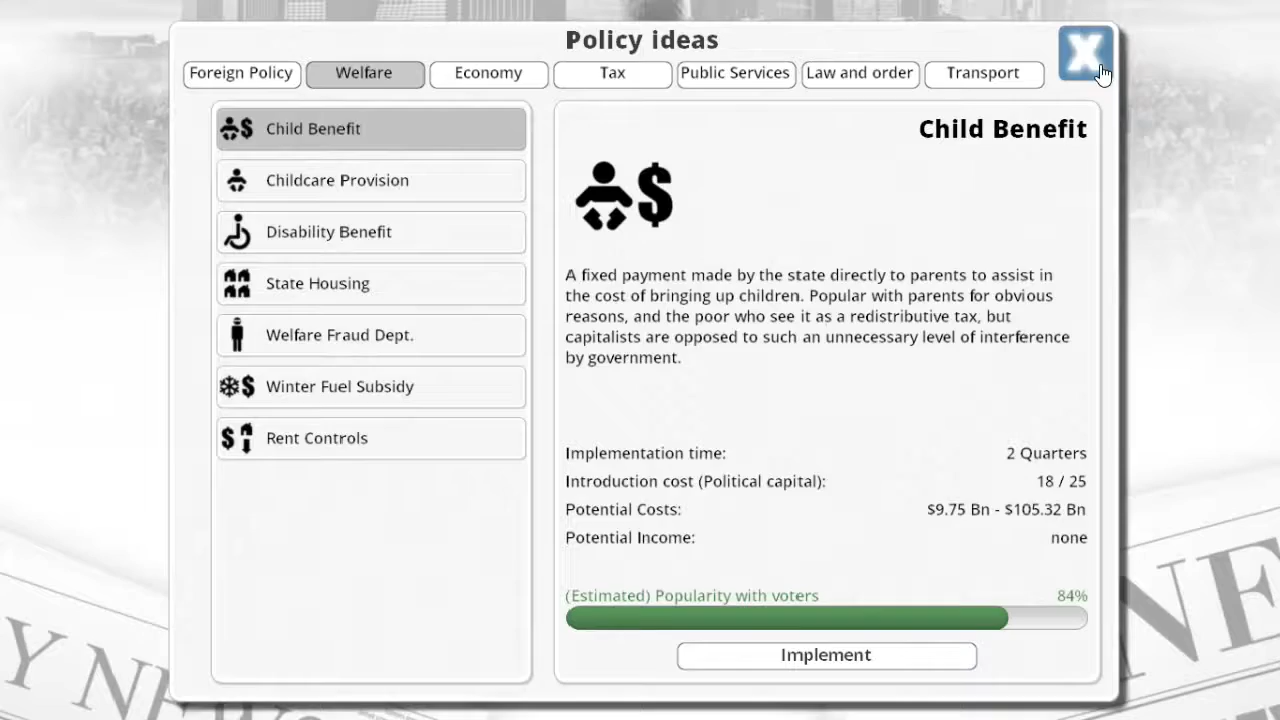 Policy ideas
X
Foreign Policy
Welfare
Economy
Tax
Public Services
Law and order
Transport
Child Benefit
Childcare Provision
Disability Benefit
State Housing
Welfare Fraud Dept.
Winter Fuel Subsidy
Rent Controls
Child Benefit
A fixed payment made by the state directly to parents to assist in
the cost of bringing up children. Popular with parents for obvious
reasons, and the poor who see it as a redistributive tax, but
capitalists are opposed to such an unnecessary level of interference
by government.
Implementation time: 2 Quarters
Introduction cost (Political capital): 18 / 25
Potential Costs: $9.75 Bn - $105.32 Bn
Potential Income: none
(Estimated) Popularity with voters 84%
Implement